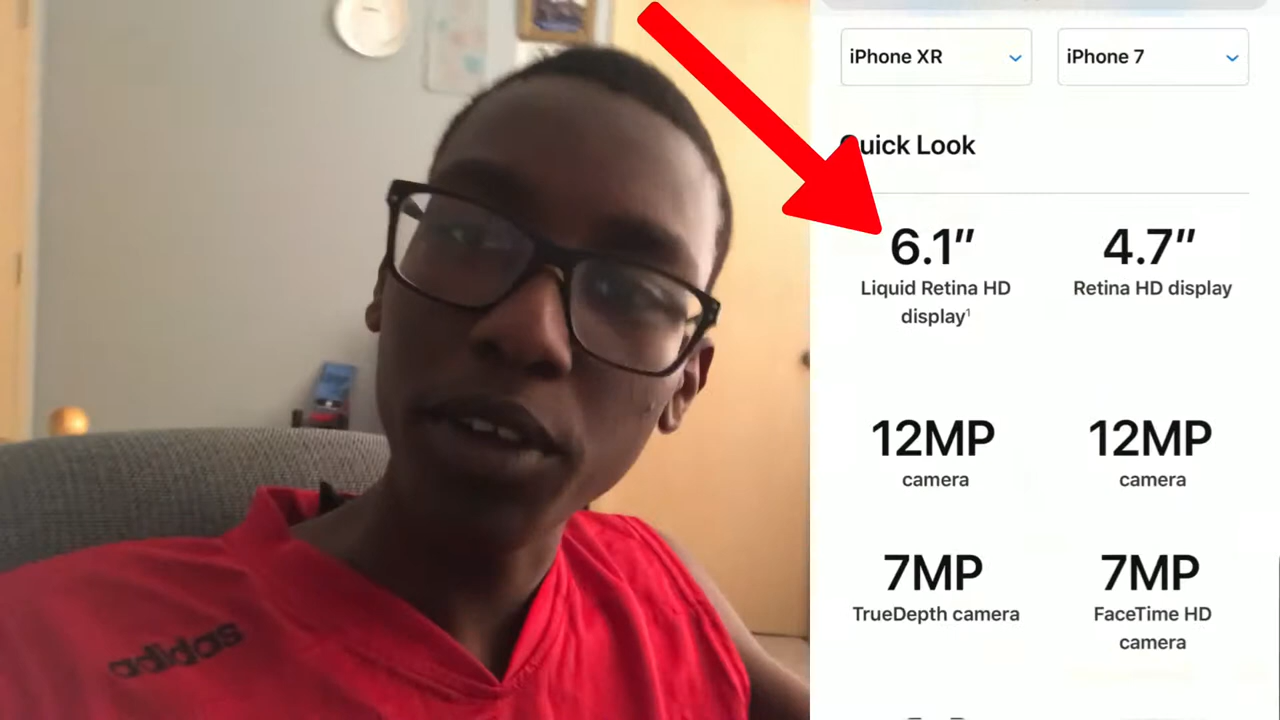 iPhone XR
iPhone 7
Quick Look
6.1″
4.7″
Liquid Retina HD
display¹
Retina HD display
12MP
12MP
camera
camera
7MP
7MP
TrueDepth camera
FaceTime HD
camera
adidas